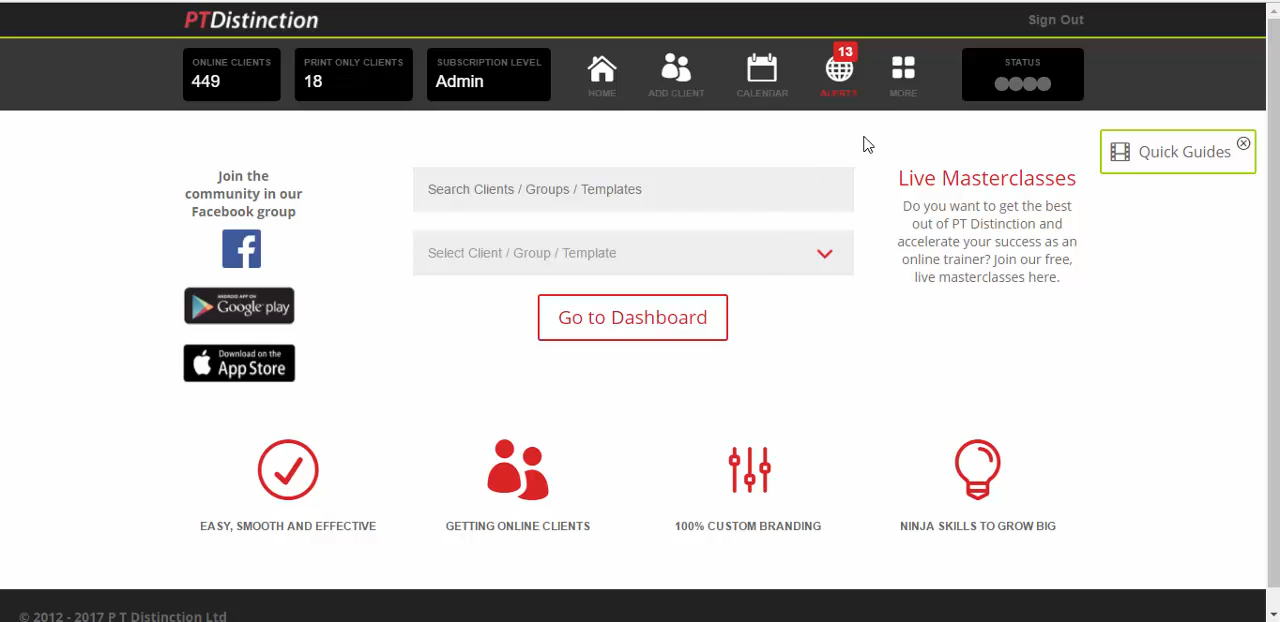 PTDistinction
Sign Out
ONLINE CLIENTS
449
PRINT ONLY CLIENTS
18
SUBSCRIPTION LEVEL
Admin
HOME
ADD CLIENT
CALENDAR
13
ALERTS
MORE
STATUS
Quick Guides
Join the
community in our
Facebook group
f
ANDROID APP ON
Google play
Download on the
App Store
Search Clients / Groups / Templates
Select Client / Group / Template
Go to Dashboard
Live Masterclasses
Do you want to get the best
out of PT Distinction and
accelerate your success as an
online trainer? Join our free,
live masterclasses here.
EASY, SMOOTH AND EFFECTIVE
GETTING ONLINE CLIENTS
100% CUSTOM BRANDING
NINJA SKILLS TO GROW BIG
© 2012 - 2017 P T Distinction Ltd